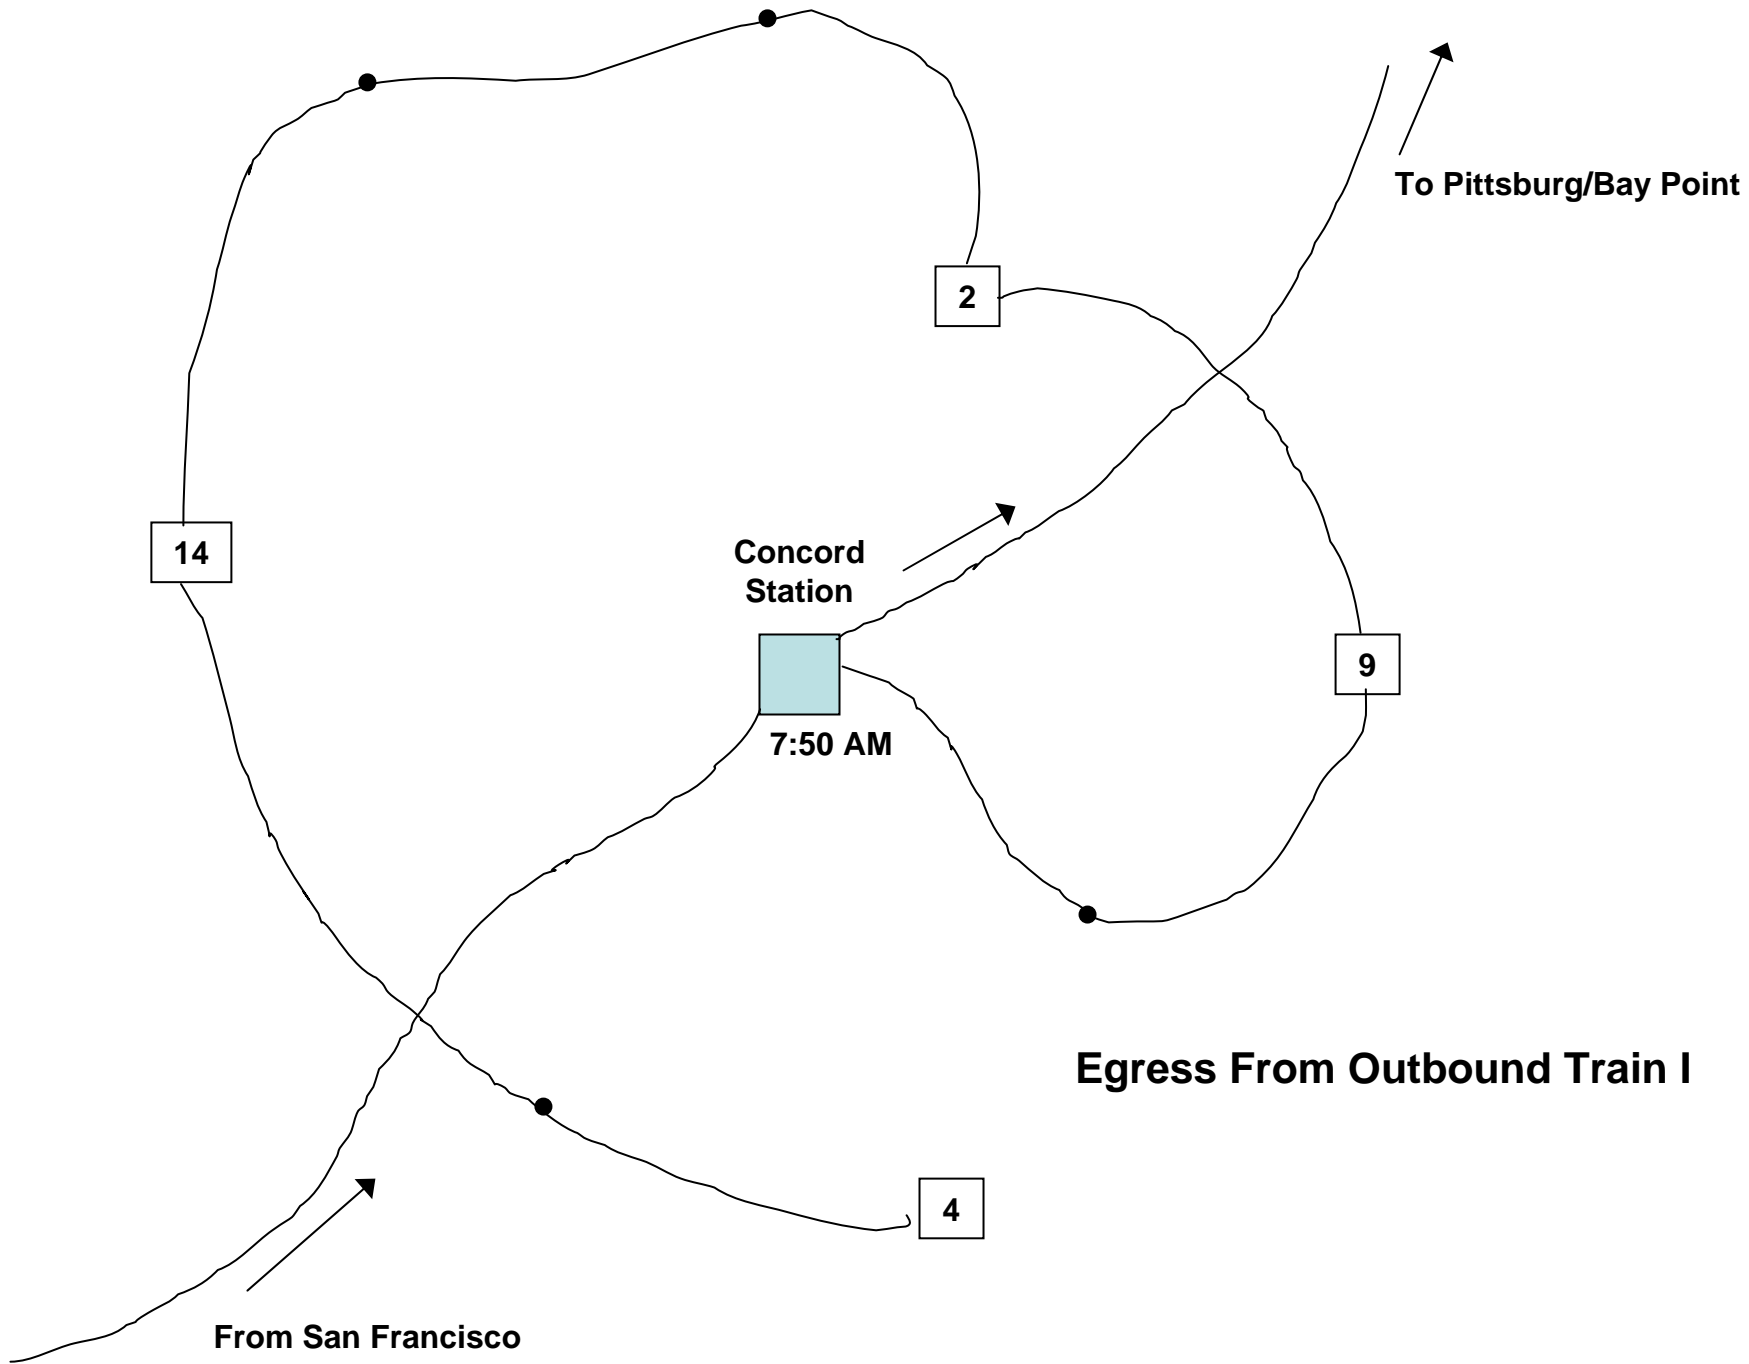 To Pittsburg/Bay Point
2
14
Concord
Station
9
7:50 AM
Egress From Outbound Train I
4
From San Francisco